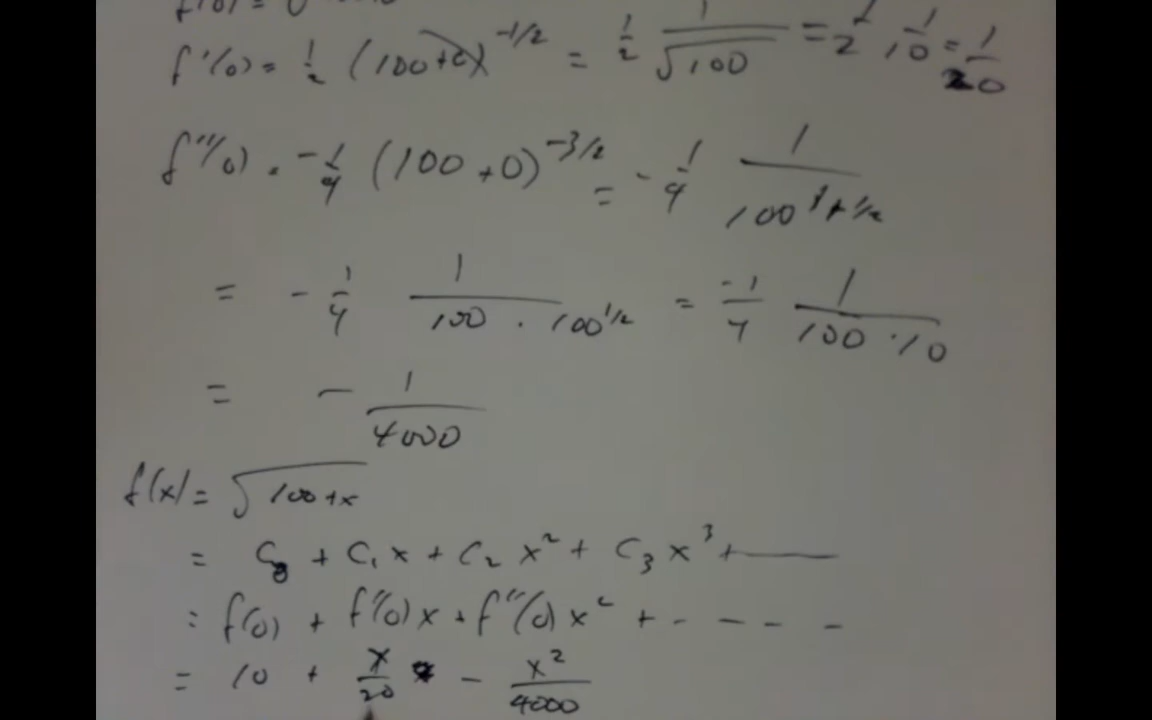 f'(0) = 1/2 (100+0)^-1/2 = 1/2 1/√100 = 1/2 1/10 = 1/20
f''(0) = -1/4 (100+0)^-3/2 = -1/4 1/100^1+1/2
= -1/4 1/100·100^1/2 = -1/4 1/100·10
= -1/4000
f(x) = √100+x
= C₀ + C₁x + C₂x² + C₃x³ + ———
= f(0) + f'(0)x + f''(0)x² + - - - -
= 10 + x/20 - x²/4000